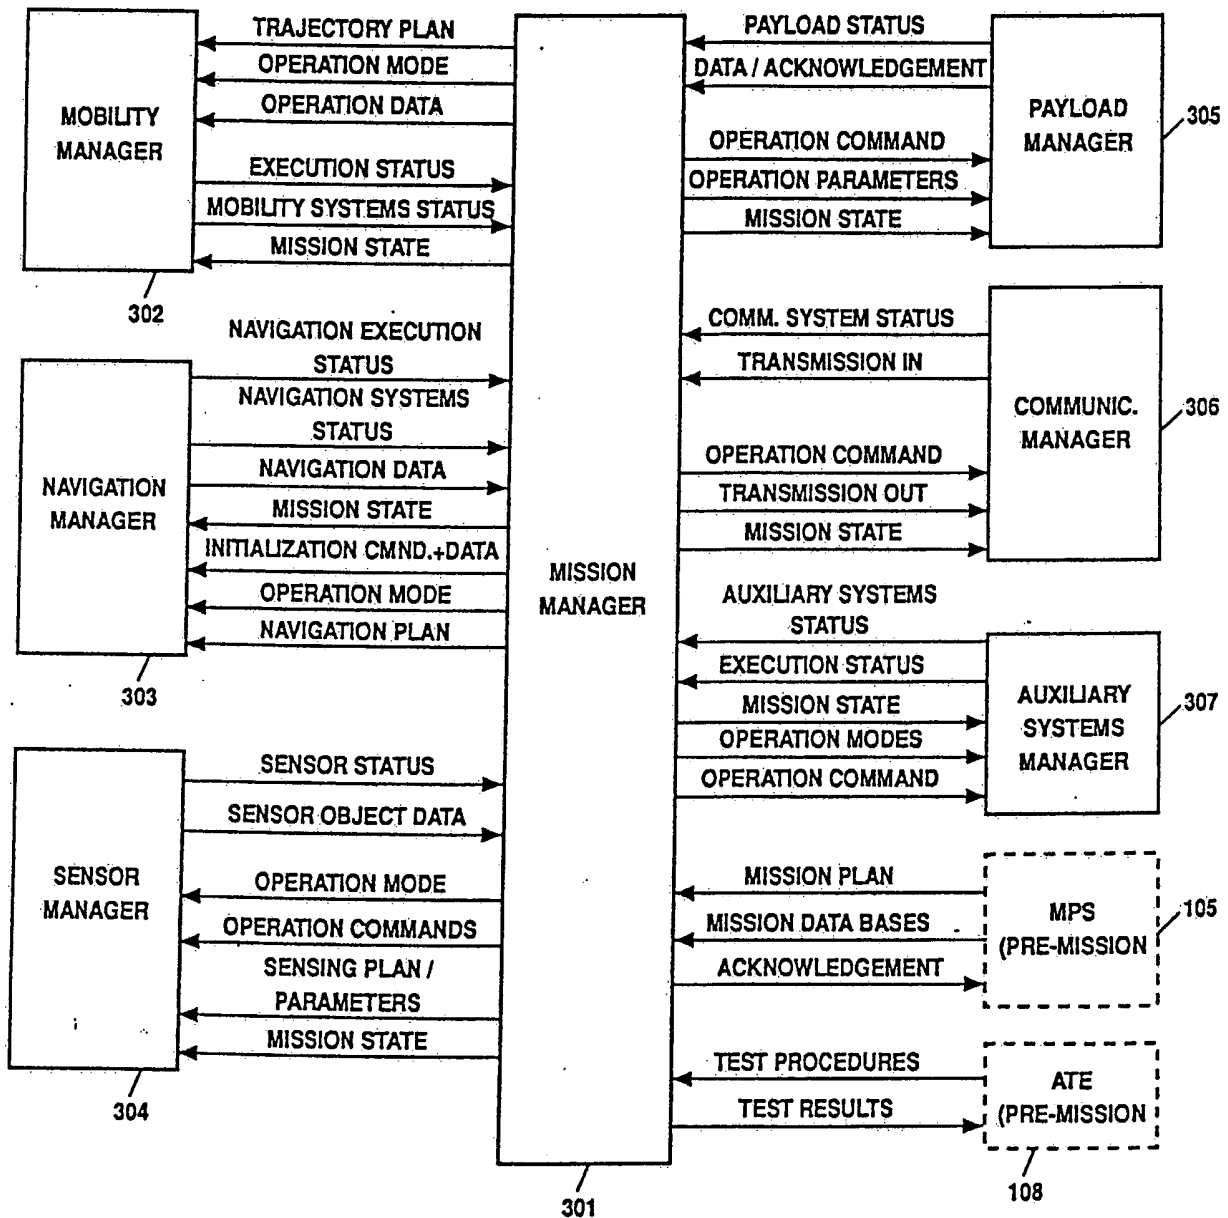 TRAJECTORY PLAN
OPERATION MODE
OPERATION DATA
MOBILITY
MANAGER
EXECUTION STATUS
MOBILITY SYSTEMS STATUS
MISSION STATE
302
NAVIGATION EXECUTION
STATUS
NAVIGATION SYSTEMS
STATUS
NAVIGATION DATA
NAVIGATION
MANAGER
MISSION STATE
INITIALIZATION CMND.+DATA
OPERATION MODE
NAVIGATION PLAN
303
SENSOR STATUS
SENSOR OBJECT DATA
SENSOR
MANAGER
OPERATION MODE
OPERATION COMMANDS
SENSING PLAN /
PARAMETERS
MISSION STATE
304
MISSION
MANAGER
301
PAYLOAD STATUS
DATA / ACKNOWLEDGEMENT
PAYLOAD
MANAGER
305
OPERATION COMMAND
OPERATION PARAMETERS
MISSION STATE
COMM. SYSTEM STATUS
TRANSMISSION IN
COMMUNIC.
MANAGER
306
OPERATION COMMAND
TRANSMISSION OUT
MISSION STATE
AUXILIARY SYSTEMS
STATUS
EXECUTION STATUS
MISSION STATE
OPERATION MODES
OPERATION COMMAND
AUXILIARY
SYSTEMS
MANAGER
307
MISSION PLAN
MISSION DATA BASES
ACKNOWLEDGEMENT
MPS
(PRE-MISSION
105
TEST PROCEDURES
TEST RESULTS
ATE
(PRE-MISSION
108